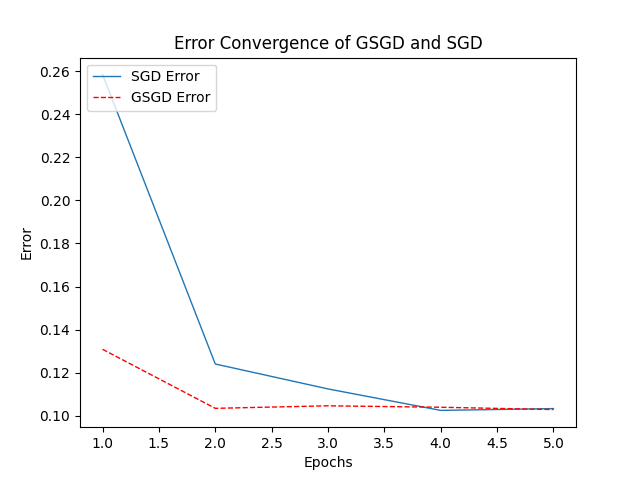 Error Convergence of GSGD and SGD
SGD Error
GSGD Error
0.26
0.24
0.22
0.20
0.18
0.16
0.14
0.12
0.10
Error
1.0 1.5 2.0 2.5 3.0 3.5 4.0 4.5 5.0
Epochs